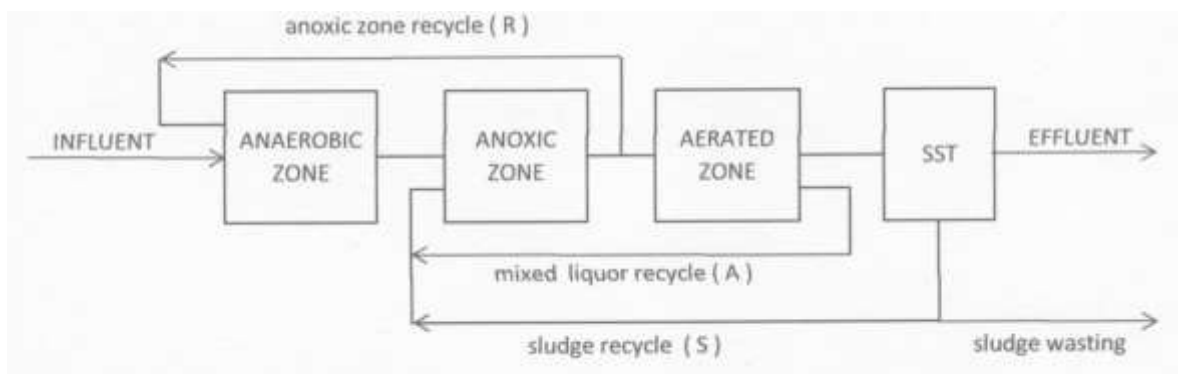 anoxic zone recycle ( R )
INFLUENT
ANAEROBIC
ZONE
ANOXIC
ZONE
AERATED
ZONE
SST
EFFLUENT
mixed liquor recycle ( A )
sludge recycle ( S )
sludge wasting